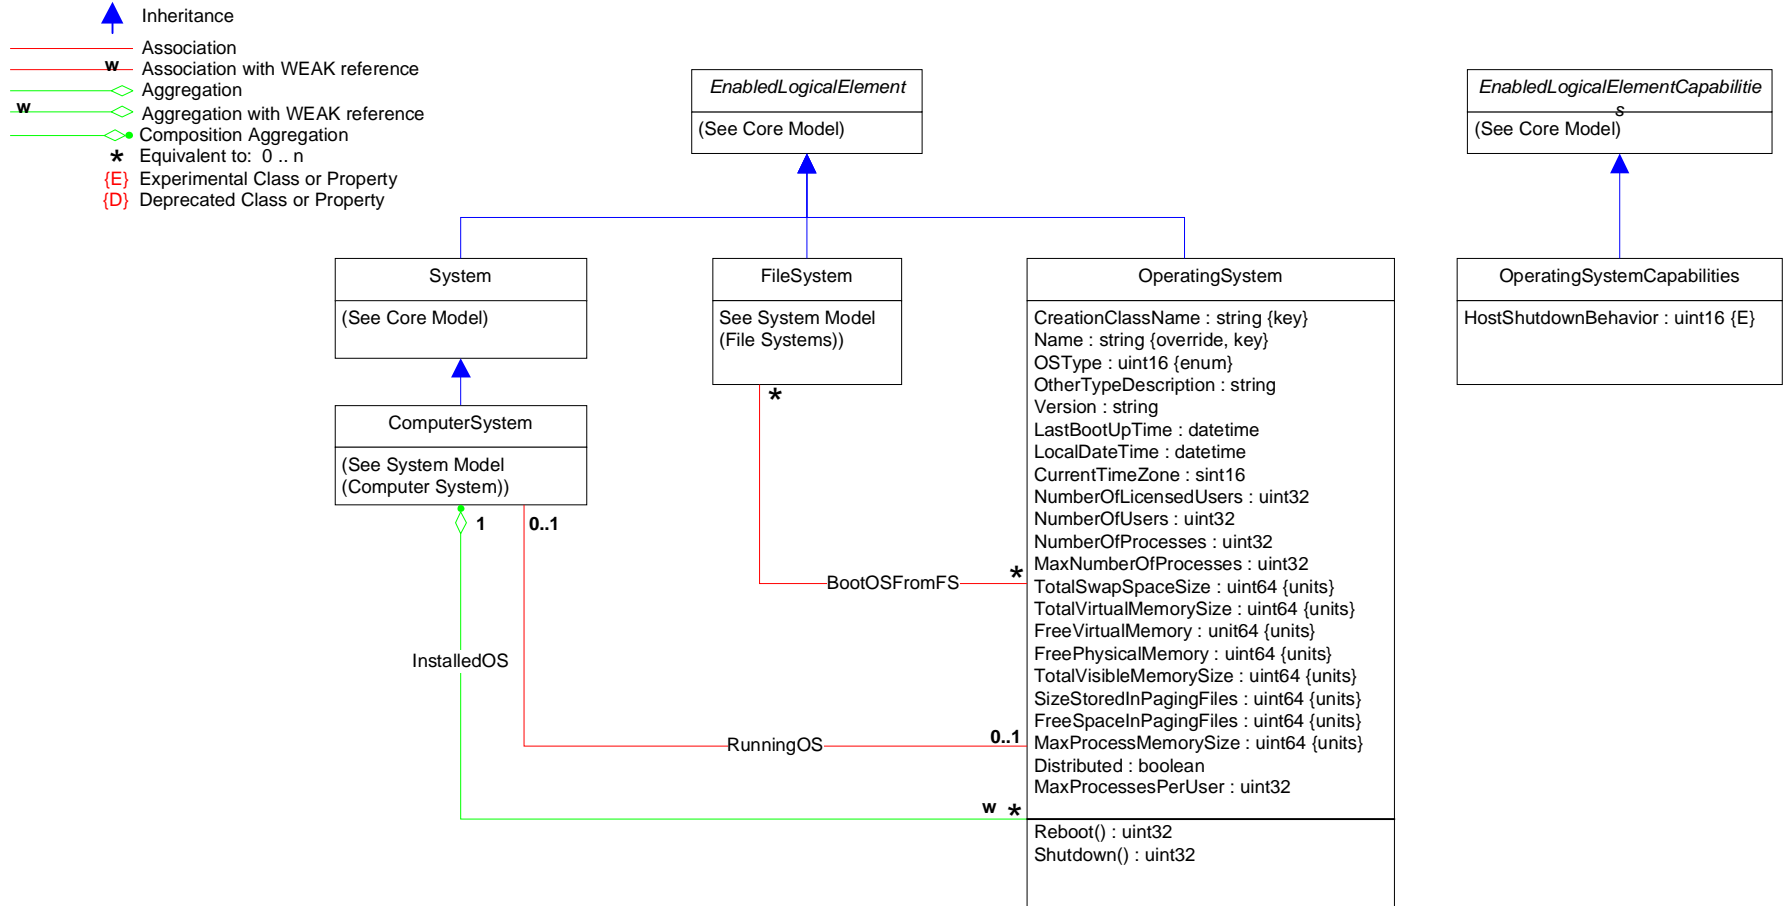 Inheritance
Association
w Association with WEAK reference
Aggregation
w Aggregation with WEAK reference
Composition Aggregation
* Equivalent to: 0 .. n
{E} Experimental Class or Property
{D} Deprecated Class or Property
EnabledLogicalElement
(See Core Model)
EnabledLogicalElementCapabilitie
s
(See Core Model)
System
(See Core Model)
FileSystem
See System Model
(File Systems))
OperatingSystem
CreationClassName : string {key}
Name : string {override, key}
OSType : uint16 {enum}
OtherTypeDescription : string
Version : string
LastBootUpTime : datetime
LocalDateTime : datetime
CurrentTimeZone : sint16
NumberOfLicensedUsers : uint32
NumberOfUsers : uint32
NumberOfProcesses : uint32
MaxNumberOfProcesses : uint32
TotalSwapSpaceSize : uint64 {units}
TotalVirtualMemorySize : uint64 {units}
FreeVirtualMemory : unit64 {units}
FreePhysicalMemory : uint64 {units}
TotalVisibleMemorySize : uint64 {units}
SizeStoredInPagingFiles : uint64 {units}
FreeSpaceInPagingFiles : uint64 {units}
MaxProcessMemorySize : uint64 {units}
Distributed : boolean
MaxProcessesPerUser : uint32
Reboot() : uint32
Shutdown() : uint32
OperatingSystemCapabilities
HostShutdownBehavior : uint16 {E}
ComputerSystem
(See System Model
(Computer System))
1
0..1
*
BootOSFromFS
*
InstalledOS
RunningOS
0..1
w *